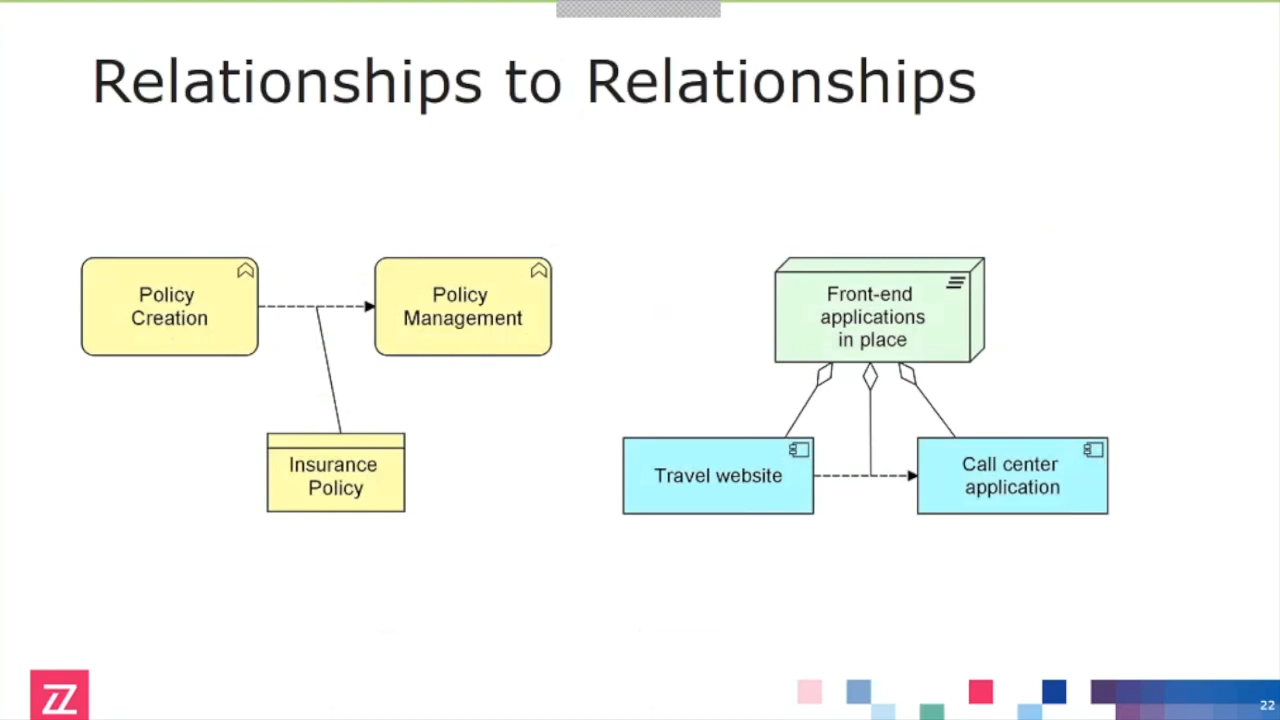 Relationships to Relationships
Policy
Creation
Policy
Management
Insurance
Policy
Front-end
applications
in place
Travel website
Call center
application
22